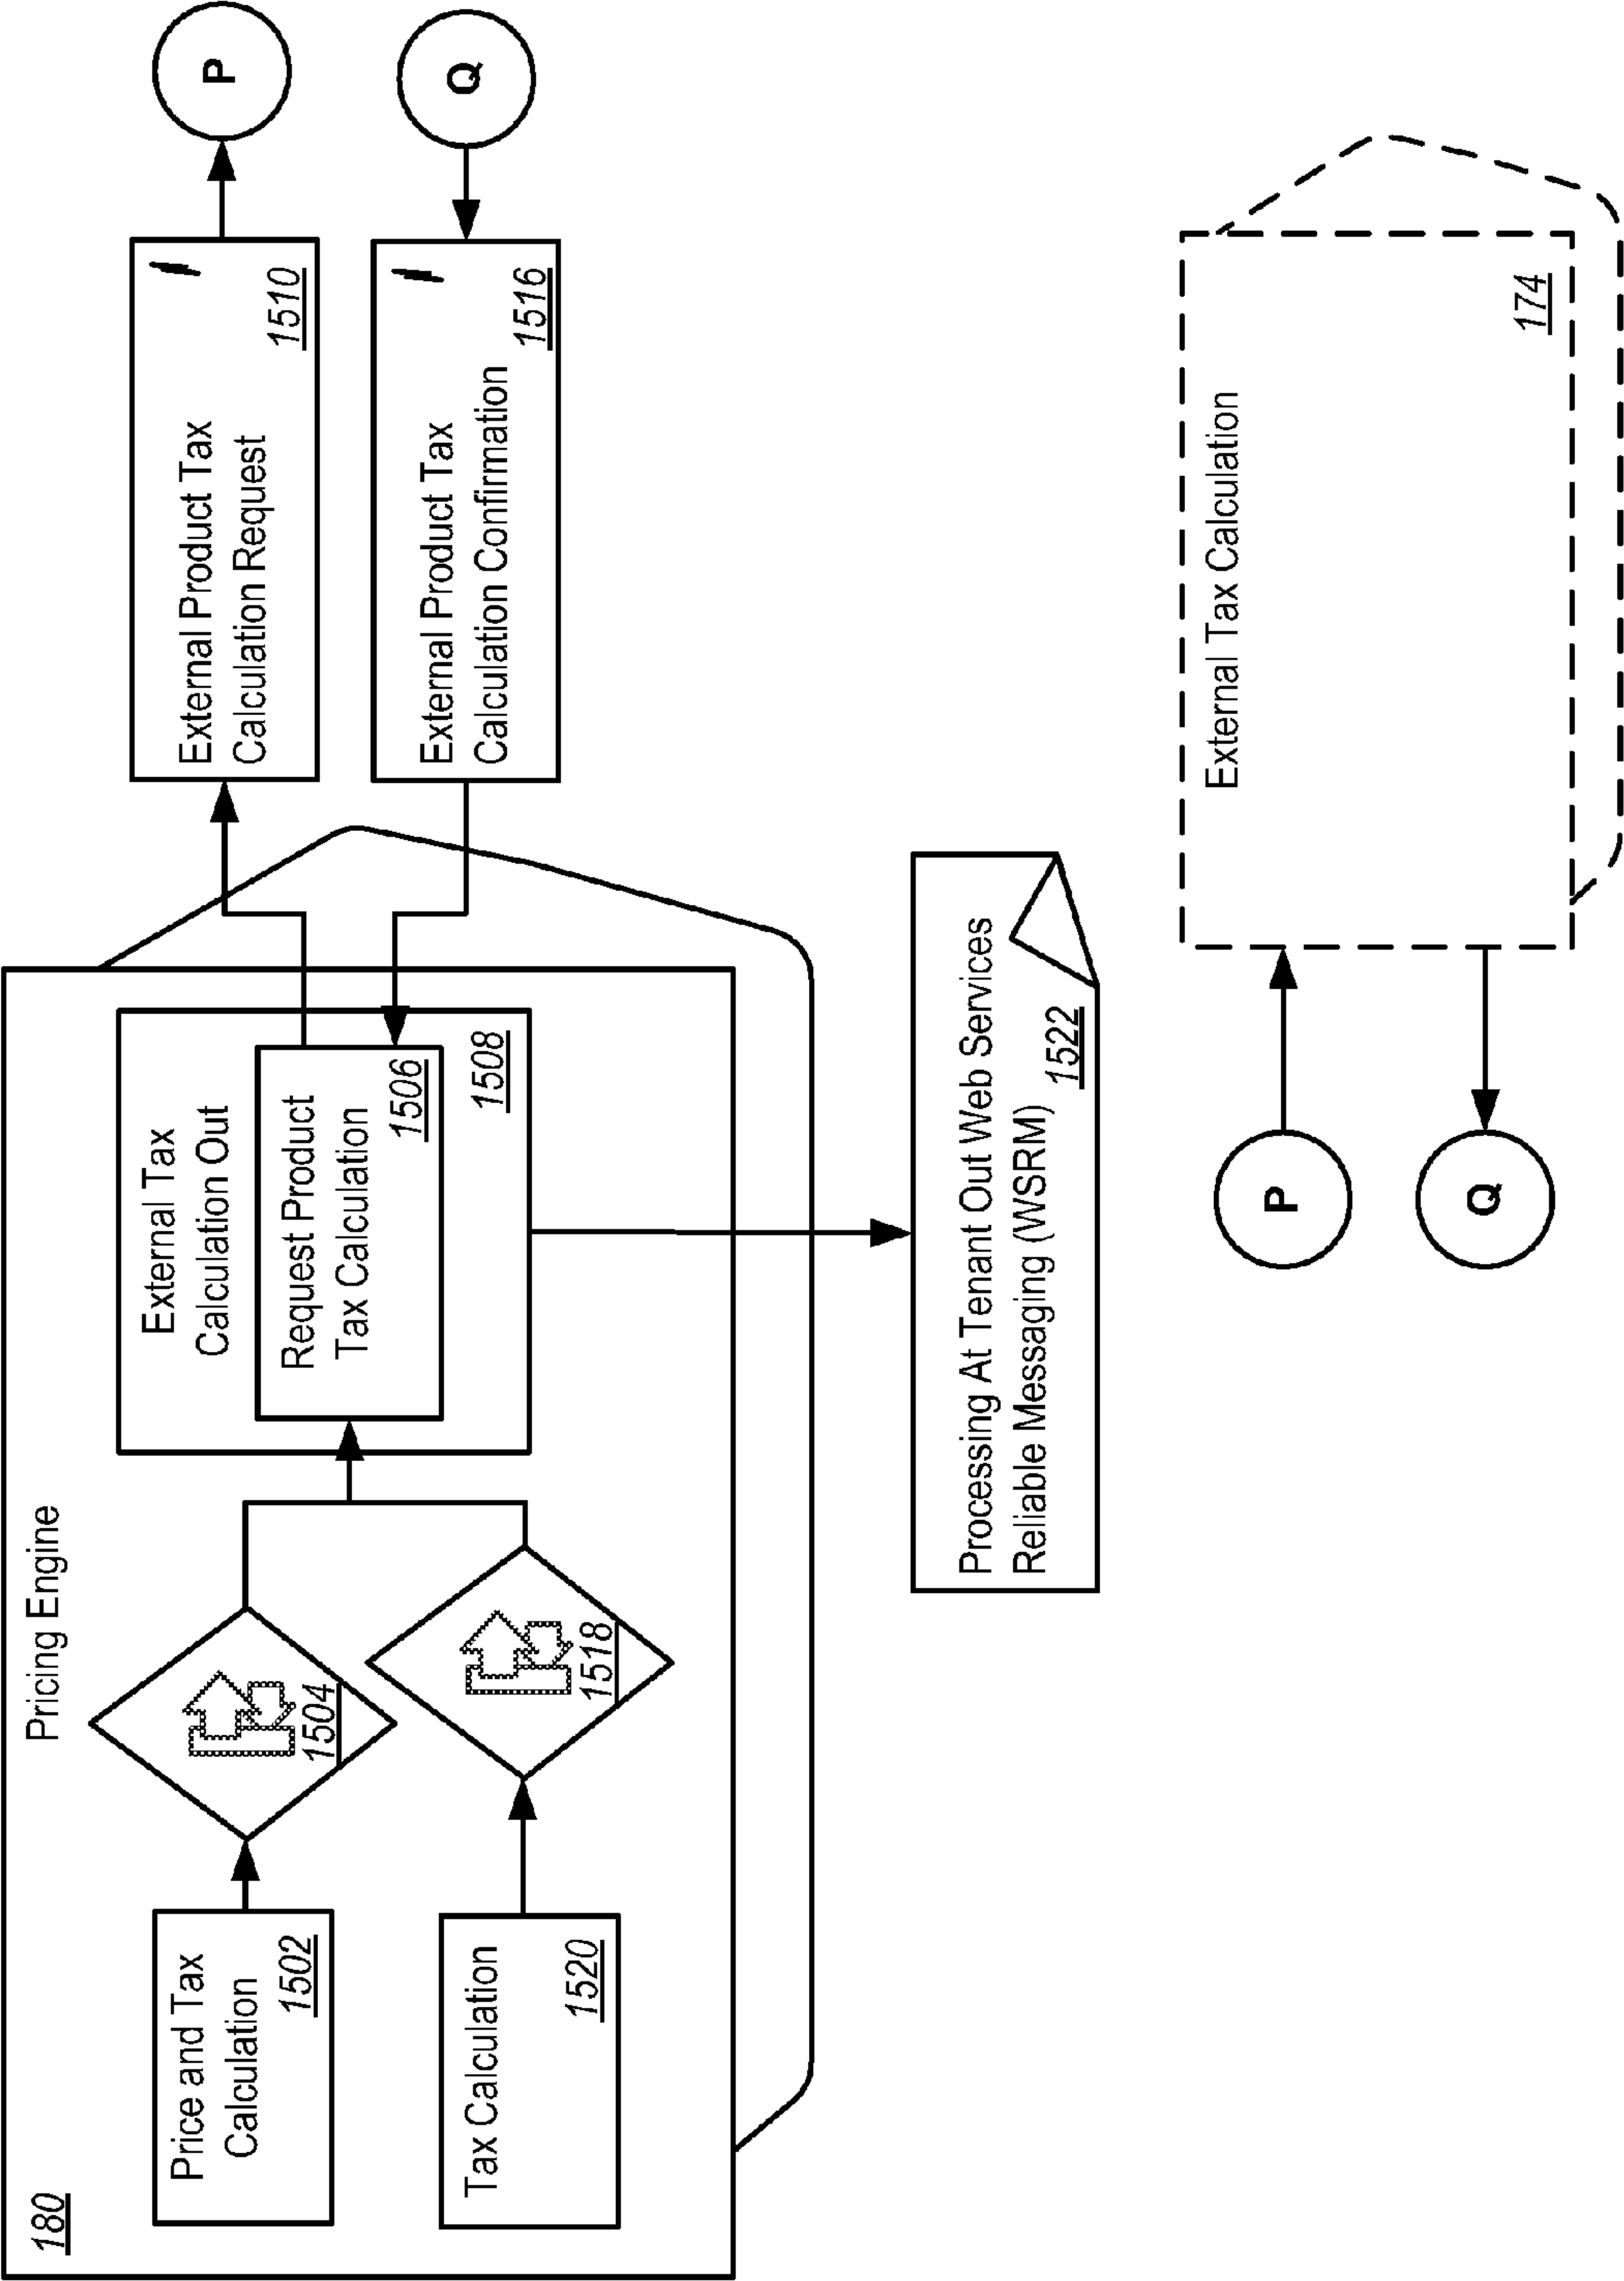 180
Pricing Engine
Price and Tax
Calculation
1502
1504
Tax Calculation
1520
1518
External Tax
Calculation Out
Request Product
Tax Calculation
1506
1508
External Product Tax
Calculation Request
1510
P
External Product Tax
Calculation Confirmation
1516
Q
Processing At Tenant Out Web Services
Reliable Messaging (WSRM)
1522
P
Q
External Tax Calculation
174